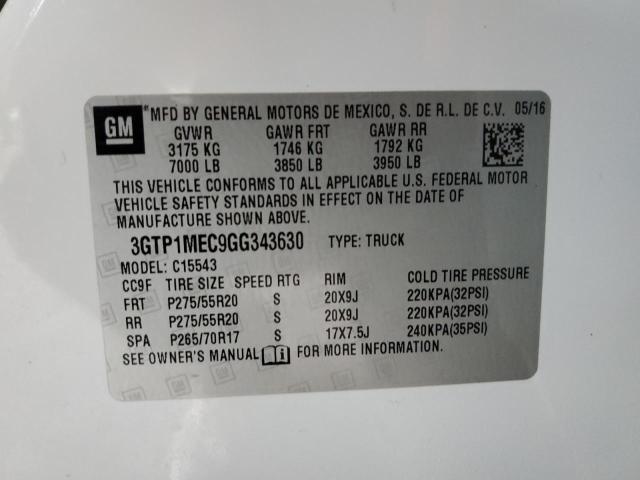 GM
MFD BY GENERAL MOTORS DE MEXICO, S. DE R.L. DE C.V. 05/16
GVWR GAWR FRT GAWR RR
3175 KG 1746 KG 1792 KG
7000 LB 3850 LB 3950 LB
THIS VEHICLE CONFORMS TO ALL APPLICABLE U.S. FEDERAL MOTOR
VEHICLE SAFETY STANDARDS IN EFFECT ON THE DATE OF
MANUFACTURE SHOWN ABOVE.
3GTP1MEC9GG343630 TYPE: TRUCK
MODEL: C15543
CC9F TIRE SIZE SPEED RTG RIM COLD TIRE PRESSURE
FRT P275/55R20 S 20X9J 220KPA(32PSI)
RR P275/55R20 S 20X9J 220KPA(32PSI)
SPA P265/70R17 S 17X7.5J 240KPA(35PSI)
SEE OWNER'S MANUAL FOR MORE INFORMATION.